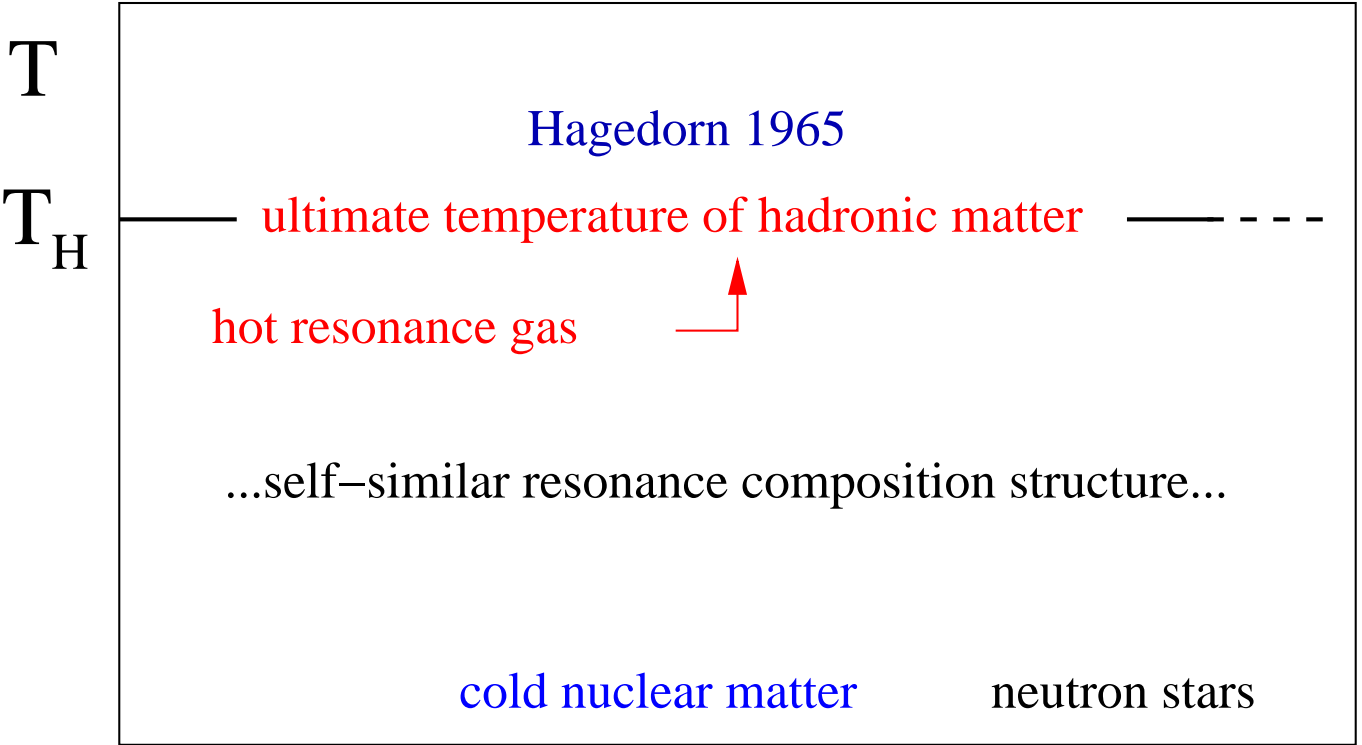 T
Hagedorn 1965
T_H ultimate temperature of hadronic matter
hot resonance gas
...self−similar resonance composition structure...
cold nuclear matter neutron stars